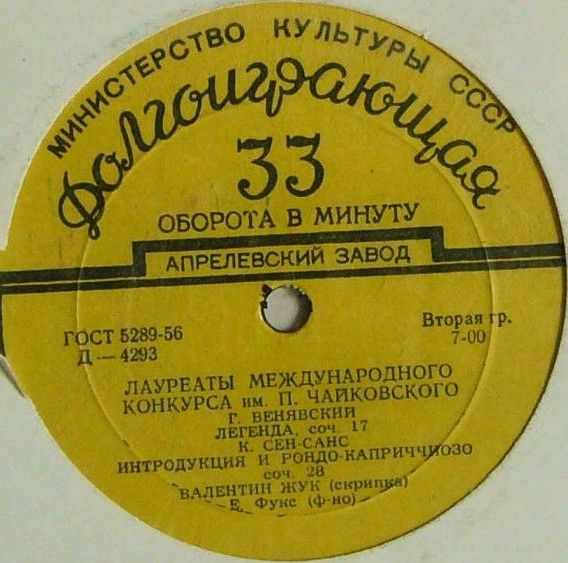 МИНИСТЕРСТВО КУЛЬТУРЫ СССР
Долгоиграющая
33
ОБОРОТА В МИНУТУ
АПРЕЛЕВСКИЙ ЗАВОД
ГОСТ 5289-56
Д — 4293
Вторая гр.
7-00
ЛАУРЕАТЫ МЕЖДУНАРОДНОГО
КОНКУРСА им. П. ЧАЙКОВСКОГО
Г. ВЕНЯВСКИЙ
ЛЕГЕНДА, соч. 17
К. СЕН-САНС
ИНТРОДУКЦИЯ И РОНДО-КАПРИЧЧИОЗО
соч. 28
ВАЛЕНТИН ЖУК (скрипка)
Е. Фукс (ф-но)